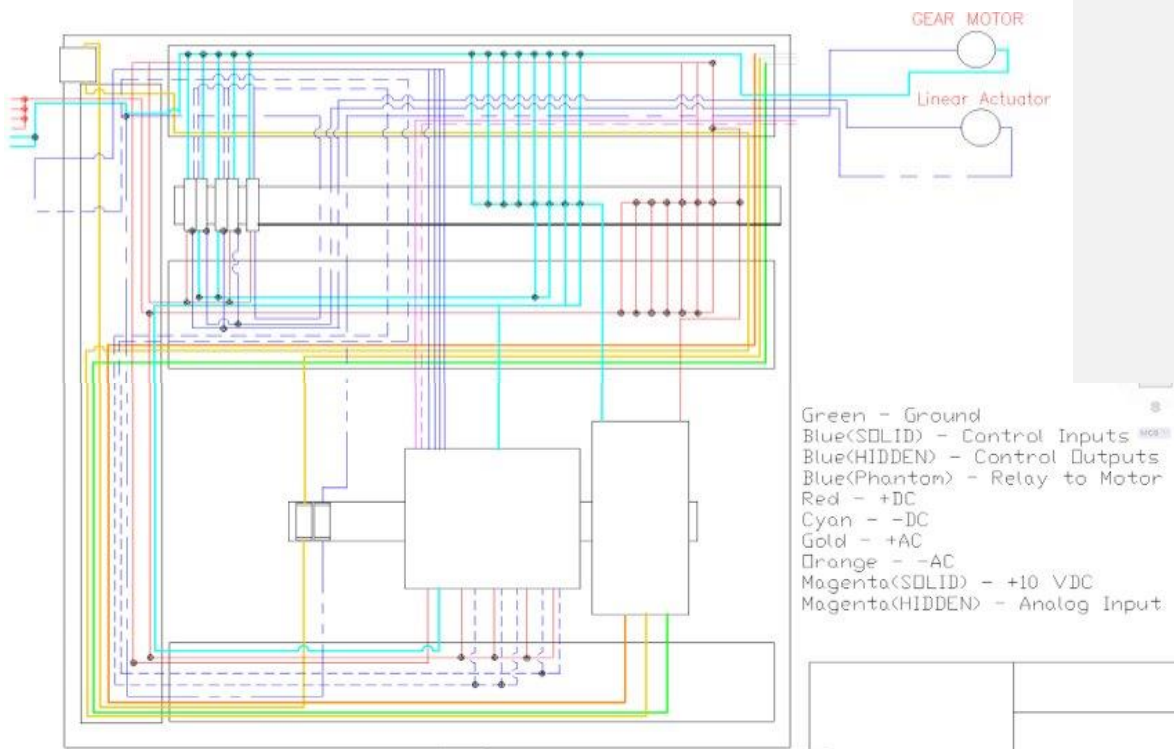 GEAR MOTOR
Linear Actuator
Green - Ground
Blue(SOLID) - Control Inputs
Blue(HIDDEN) - Control Outputs
Blue(Phantom) - Relay to Motor
Red - +DC
Cyan - -DC
Gold - +AC
Orange - -AC
Magenta(SOLID) - +10 VDC
Magenta(HIDDEN) - Analog Input